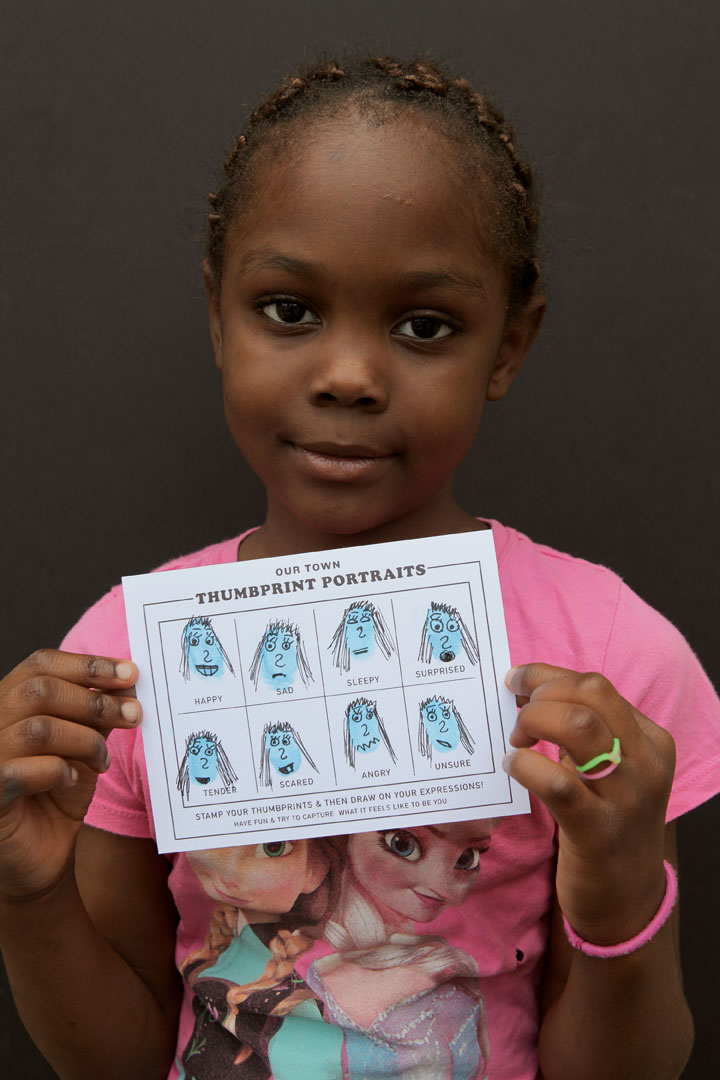 OUR TOWN
THUMBPRINT PORTRAITS
HAPPY SAD SLEEPY SURPRISED
TENDER SCARED ANGRY UNSURE
STAMP YOUR THUMBPRINTS & THEN DRAW ON YOUR EXPRESSIONS!
HAVE FUN & TRY TO CAPTURE WHAT IT FEELS LIKE TO BE YOU